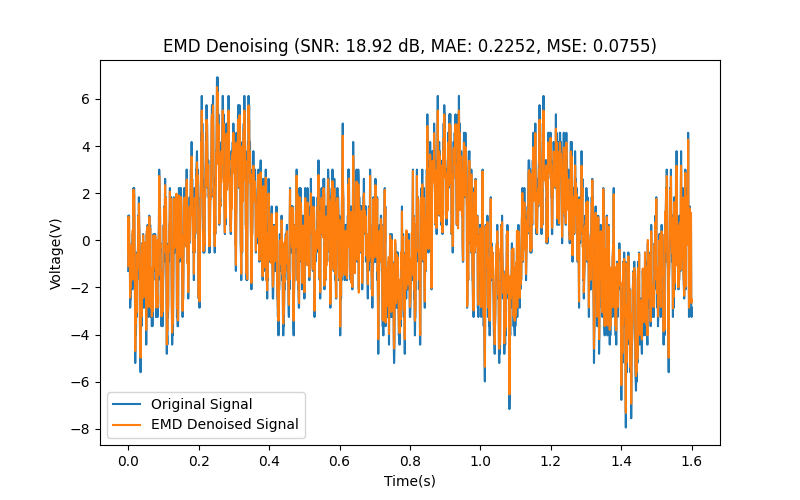 EMD Denoising (SNR: 18.92 dB, MAE: 0.2252, MSE: 0.0755)
Voltage(V)
6
4
2
0
−2
−4
−6
−8
Original Signal
EMD Denoised Signal
0.0 0.2 0.4 0.6 0.8 1.0 1.2 1.4 1.6
Time(s)